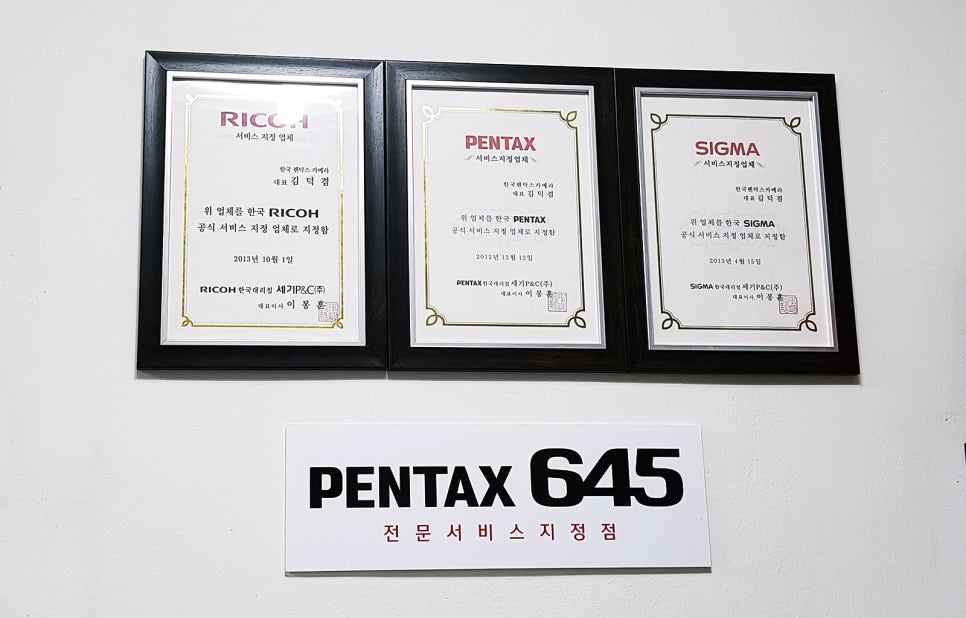 RICOH
서비스 지정 업체
한국 펜탁스 카메라
대표 김 덕 겸
위 업체를 한국 RICOH
공식 서비스 지정 업체로 지정함
2013년 10월 1일
RICOH 한국대리점 세기P&C(주)
대표이사 이 봉 훈
PENTAX
서비스지정업체
한국펜탁스카메라
대표 김 덕 겸
위 업체를 한국 PENTAX
공식 서비스 지정 업체로 지정함
2012년 12월 12일
PENTAX 한국대리점 세기P&C(주)
대표이사 이 봉 훈
SIGMA
서비스지정업체
한국펜탁스카메라
대표 김 덕 겸
위 업체를 한국 SIGMA
공식 서비스 지정 업체로 지정함
2013년 4월 15일
SIGMA 한국대리점 세기P&C(주)
대표이사 이 봉 훈
PENTAX 645
전문서비스지정점